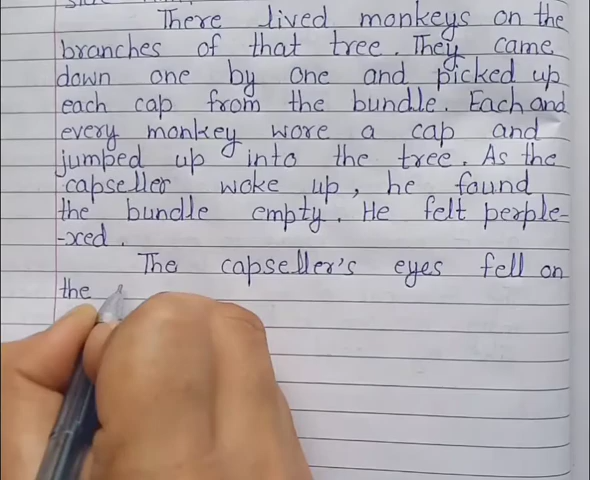 There lived monkeys on the
branches of that tree. They came
down one by one and picked up
each cap from the bundle. Each and
every monkey wore a cap and
jumped up into the tree. As the
capseller woke up, he found
the bundle empty. He felt perple-
-xed.
The capseller's eyes fell on
the